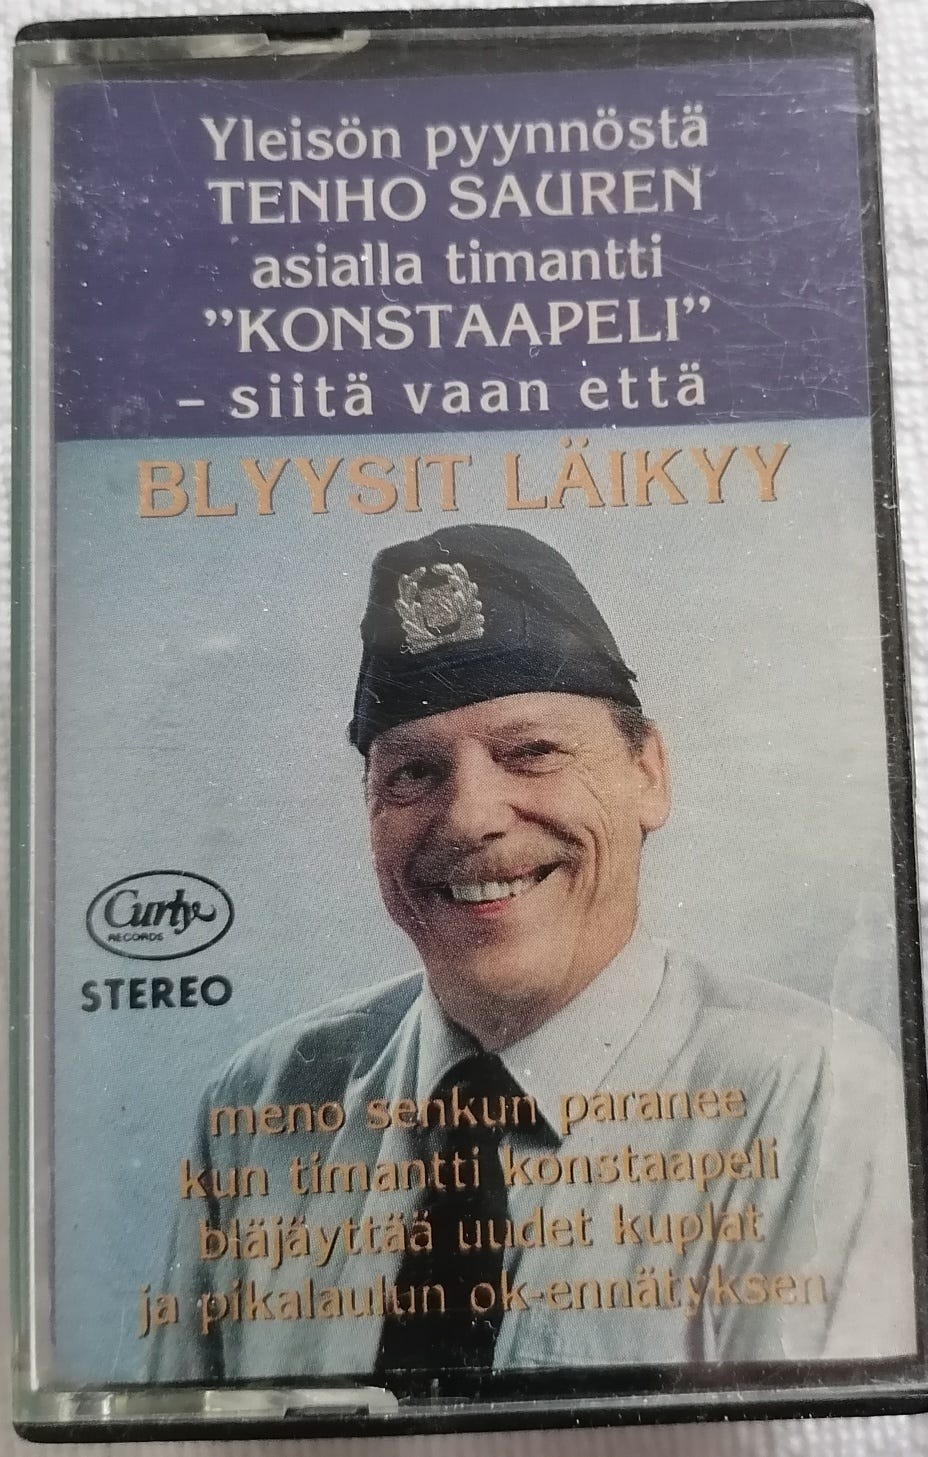 Yleisön pyynnöstä
TENHO SAUREN
asialla timantti
”KONSTAAPELI”
– siitä vaan että
BLYYSIT LÄIKYY
Curly
RECORDS
STEREO
meno senkun paranee
kun timantti konstaapeli
bläjäyttää uudet kuplat
ja pikalaulun ok-ennätyksen